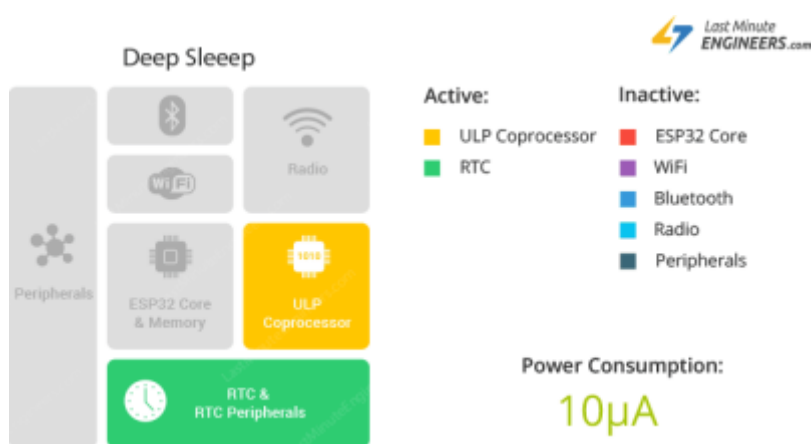 Last Minute
ENGINEERS.com
Deep Sleeep
Active:
ULP Coprocessor
RTC
Inactive:
ESP32 Core
WiFi
Bluetooth
Radio
Peripherals
WiFi
Radio
Peripherals
ESP32 Core
& Memory
1010
ULP
Coprocessor
RTC &
RTC Peripherals
Power Consumption:
10µA